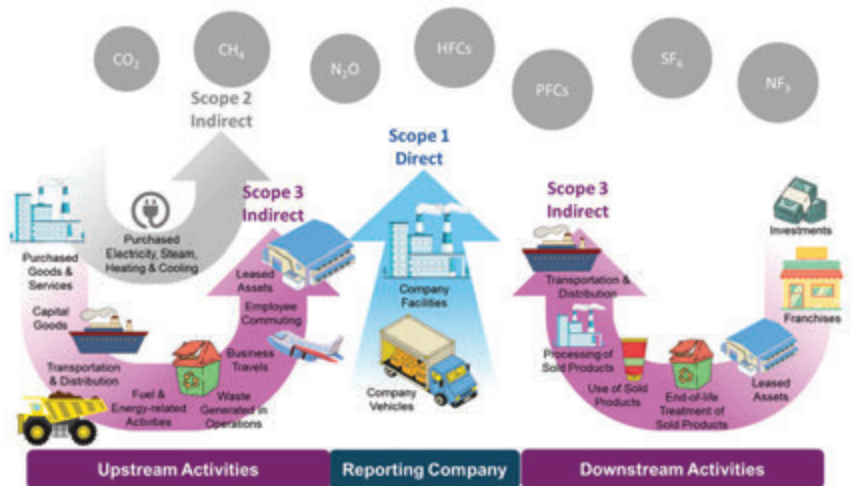 CO₂
CH₄
N₂O
HFCs
PFCs
SF₆
NF₃
Scope 2
Indirect
Scope 1
Direct
Scope 3
Indirect
Scope 3
Indirect
Purchased
Electricity, Steam,
Heating & Cooling
Purchased
Goods &
Services
Capital
Goods
Transportation
& Distribution
Fuel &
Energy-related
Activities
Waste
Generated in
Operations
Business
Travels
Employee
Commuting
Leased
Assets
Company
Facilities
Company
Vehicles
Transportation &
Distribution
Processing of
Sold Products
Use of Sold
Products
End-of-life
Treatment of
Sold Products
Leased
Assets
Franchises
Investments
Upstream Activities
Reporting Company
Downstream Activities